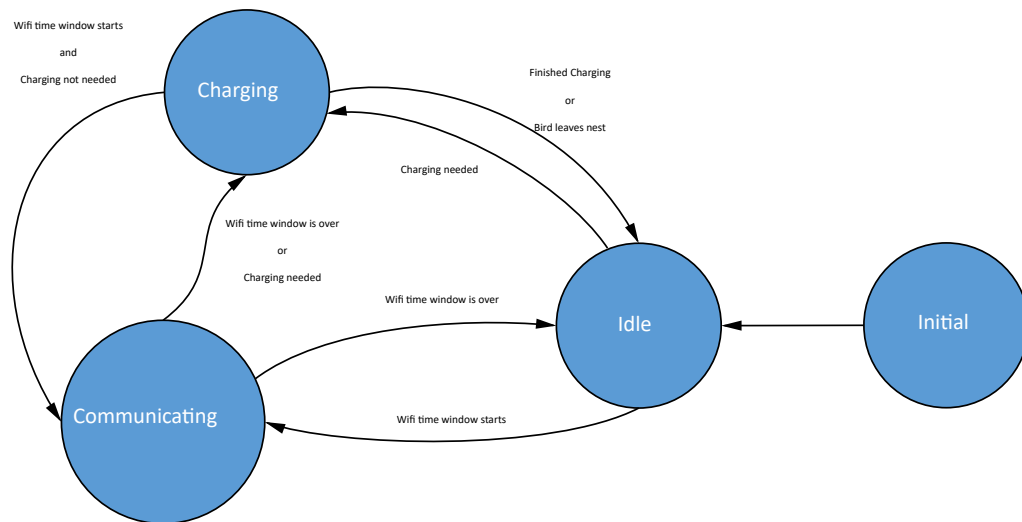 Wifi time window starts
and
Charging not needed
Charging
Finished Charging
or
Bird leaves nest
Charging needed
Wifi time window is over
or
Charging needed
Wifi time window is over
Idle
Initial
Communicating
Wifi time window starts